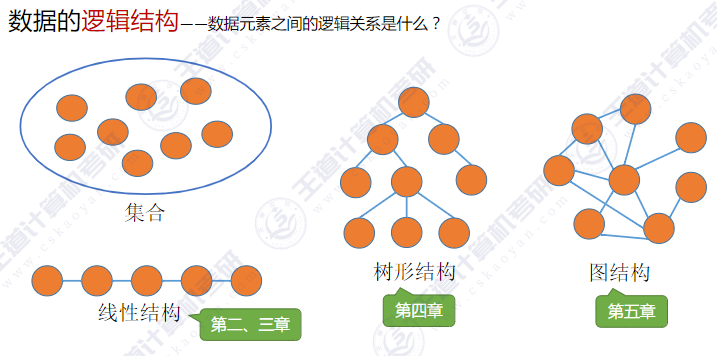 数据的逻辑结构——数据元素之间的逻辑关系是什么？
集合
线性结构
第二、三章
树形结构
第四章
图结构
第五章
王道计算机考研
www.cskaoyan.com